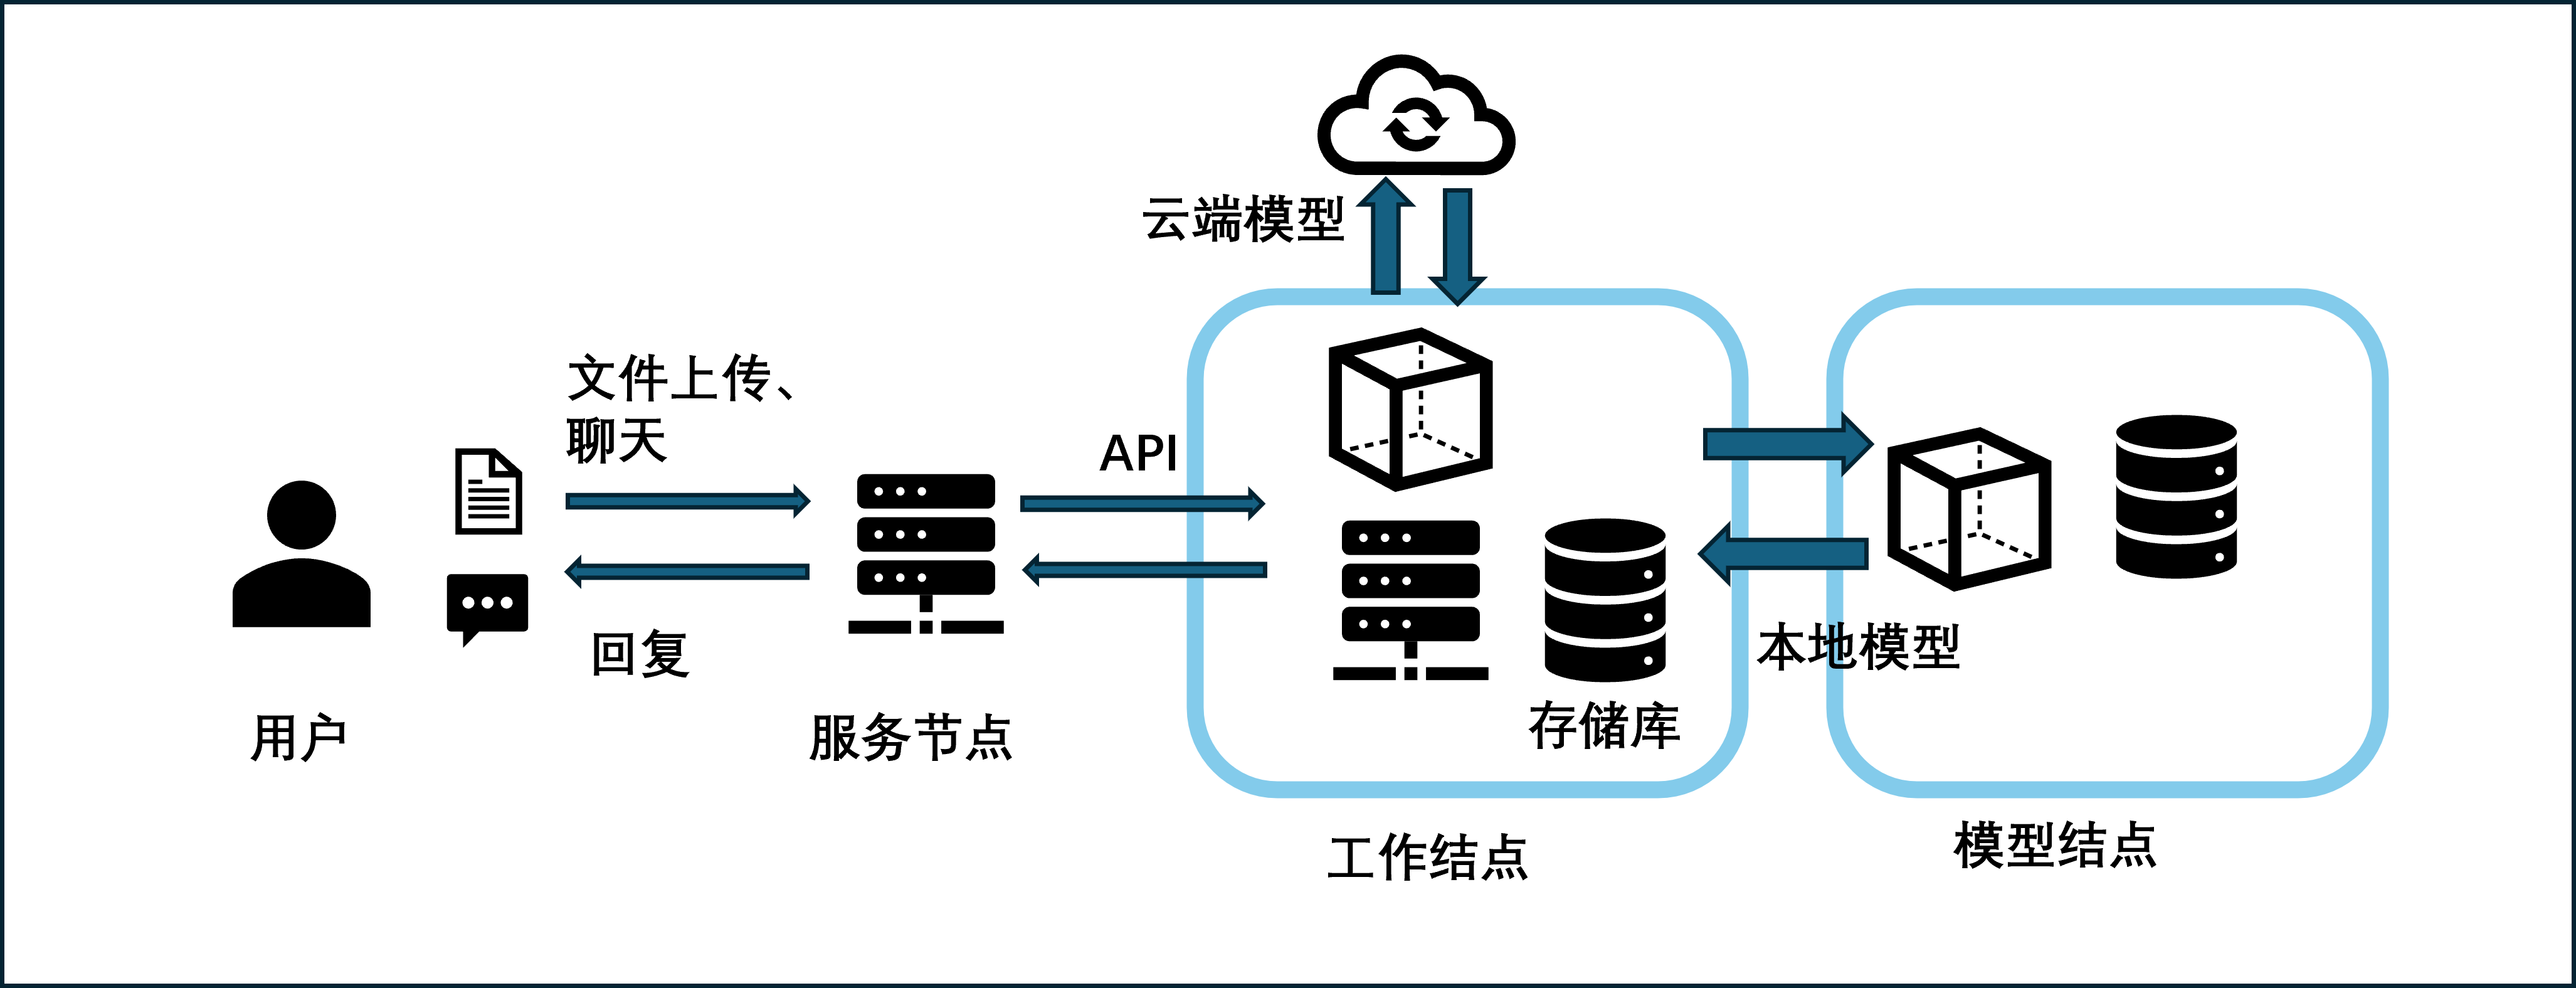 云端模型
文件上传、
聊天
API
回复
本地模型
用户
服务节点
存储库
工作结点
模型结点